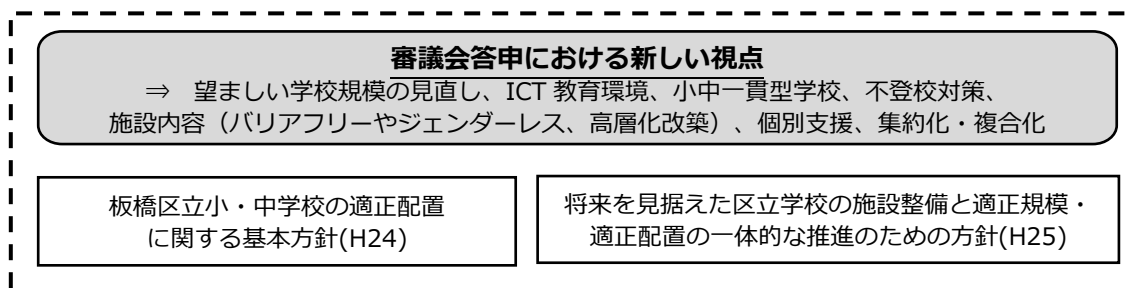 審議会答申における新しい視点
⇒ 望ましい学校規模の見直し、ICT 教育環境、小中一貫型学校、不登校対策、
施設内容（バリアフリーやジェンダーレス、高層化改築）、個別支援、集約化・複合化
板橋区立小・中学校の適正配置
に関する基本方針(H24)
将来を見据えた区立学校の施設整備と適正規模・
適正配置の一体的な推進のための方針(H25)